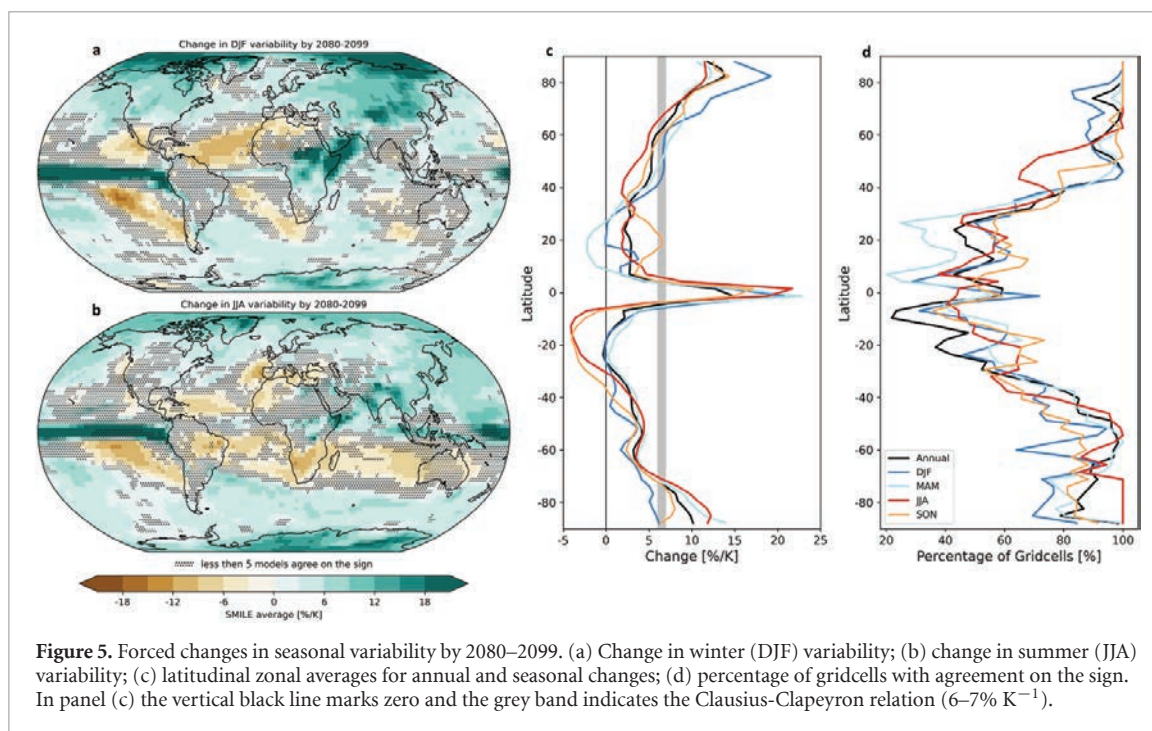 a
Change in DJF variability by 2080-2099
b
Change in JJA variability by 2080-2099
less then 5 models agree on the sign
-18 -12 -6 0 6 12 18
SMILE average [%/K]
c
Latitude
80
60
40
20
0
-20
-40
-60
-80
-5 0 5 10 15 20 25
Change [%/K]
d
Latitude
80
60
40
20
0
-20
-40
-60
-80
Annual
DJF
MAM
JJA
SON
20 40 60 80 100
Percentage of Gridcells [%]
Figure 5. Forced changes in seasonal variability by 2080–2099. (a) Change in winter (DJF) variability; (b) change in summer (JJA)
variability; (c) latitudinal zonal averages for annual and seasonal changes; (d) percentage of gridcells with agreement on the sign.
In panel (c) the vertical black line marks zero and the grey band indicates the Clausius-Clapeyron relation (6–7% K⁻¹).